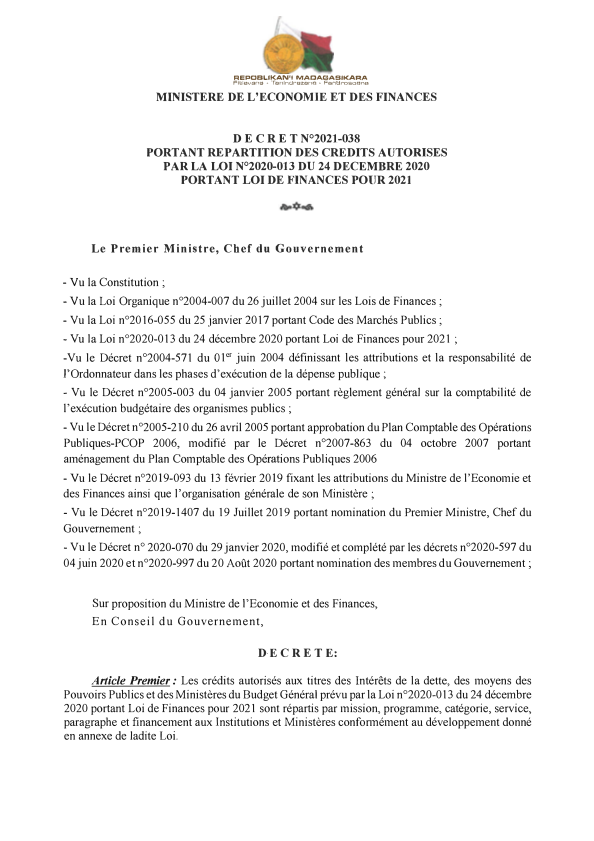 REPOBLIKAN'I MADAGASIKARA
Fitiavana - Tanindrazana - Fandrosoana
MINISTERE DE L'ECONOMIE ET DES FINANCES
D E C R E T N°2021-038
PORTANT REPARTITION DES CREDITS AUTORISES
PAR LA LOI N°2020-013 DU 24 DECEMBRE 2020
PORTANT LOI DE FINANCES POUR 2021
Le Premier Ministre, Chef du Gouvernement
- Vu la Constitution ;
- Vu la Loi Organique n°2004-007 du 26 juillet 2004 sur les Lois de Finances ;
- Vu la Loi n°2016-055 du 25 janvier 2017 portant Code des Marchés Publics ;
- Vu la Loi n°2020-013 du 24 décembre 2020 portant Loi de Finances pour 2021 ;
-Vu le Décret n°2004-571 du 01er juin 2004 définissant les attributions et la responsabilité de
l'Ordonnateur dans les phases d'exécution de la dépense publique ;
- Vu le Décret n°2005-003 du 04 janvier 2005 portant règlement général sur la comptabilité de
l'exécution budgétaire des organismes publics ;
- Vu le Décret n°2005-210 du 26 avril 2005 portant approbation du Plan Comptable des Opérations
Publiques-PCOP 2006, modifié par le Décret n°2007-863 du 04 octobre 2007 portant
aménagement du Plan Comptable des Opérations Publiques 2006
- Vu le Décret n°2019-093 du 13 février 2019 fixant les attributions du Ministre de l'Economie et
des Finances ainsi que l'organisation générale de son Ministère ;
- Vu le Décret n°2019-1407 du 19 Juillet 2019 portant nomination du Premier Ministre, Chef du
Gouvernement ;
- Vu le Décret n° 2020-070 du 29 janvier 2020, modifié et complété par les décrets n°2020-597 du
04 juin 2020 et n°2020-997 du 20 Août 2020 portant nomination des membres du Gouvernement ;
Sur proposition du Ministre de l'Economie et des Finances,
En Conseil du Gouvernement,
D E C R E T E:
Article Premier : Les crédits autorisés aux titres des Intérêts de la dette, des moyens des
Pouvoirs Publics et des Ministères du Budget Général prévu par la Loi n°2020-013 du 24 décembre
2020 portant Loi de Finances pour 2021 sont répartis par mission, programme, catégorie, service,
paragraphe et financement aux Institutions et Ministères conformément au développement donné
en annexe de ladite Loi.